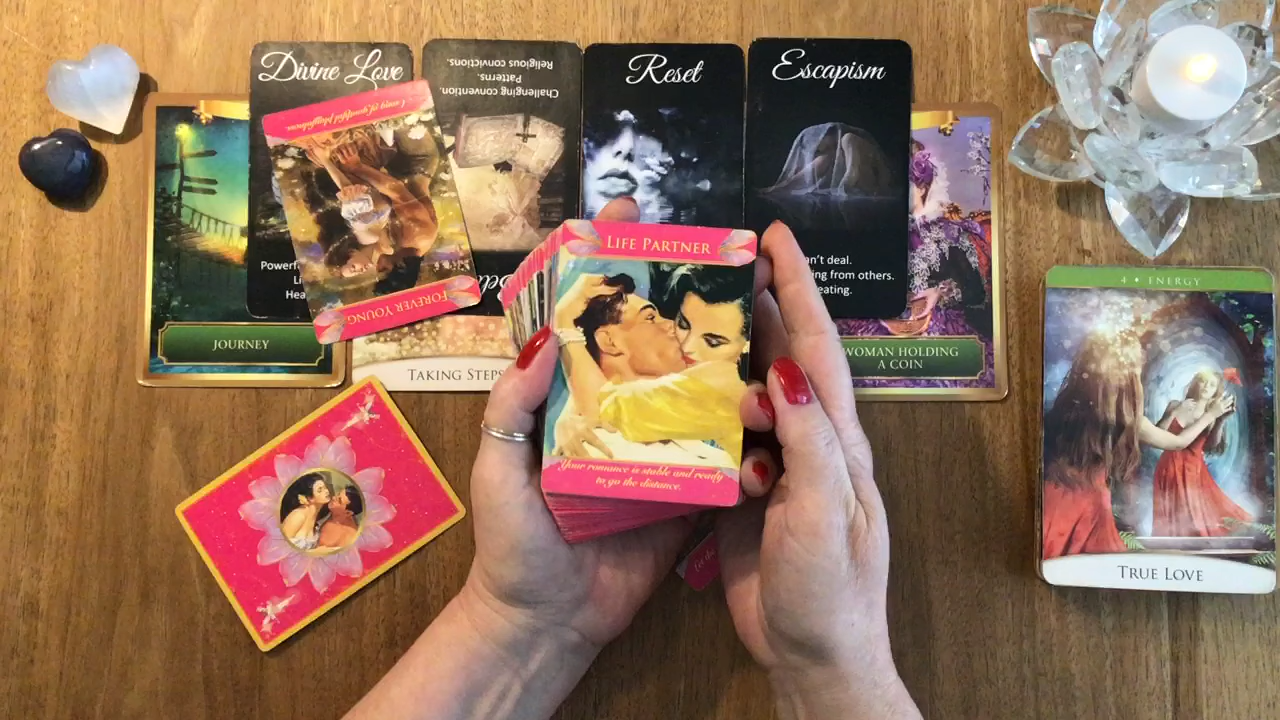 Divine Love
Challenging convention.
Patterns.
Religious convictions.
Reset
Escapism
FOREVER YOUNG
LIFE PARTNER
4 ♦ ENERGY
an't deal.
ing from others.
eating.
Powerf
Li
Hea
JOURNEY
TAKING STEPS
WOMAN HOLDING
A COIN
Your romance is stable and ready
to go the distance.
TRUE LOVE